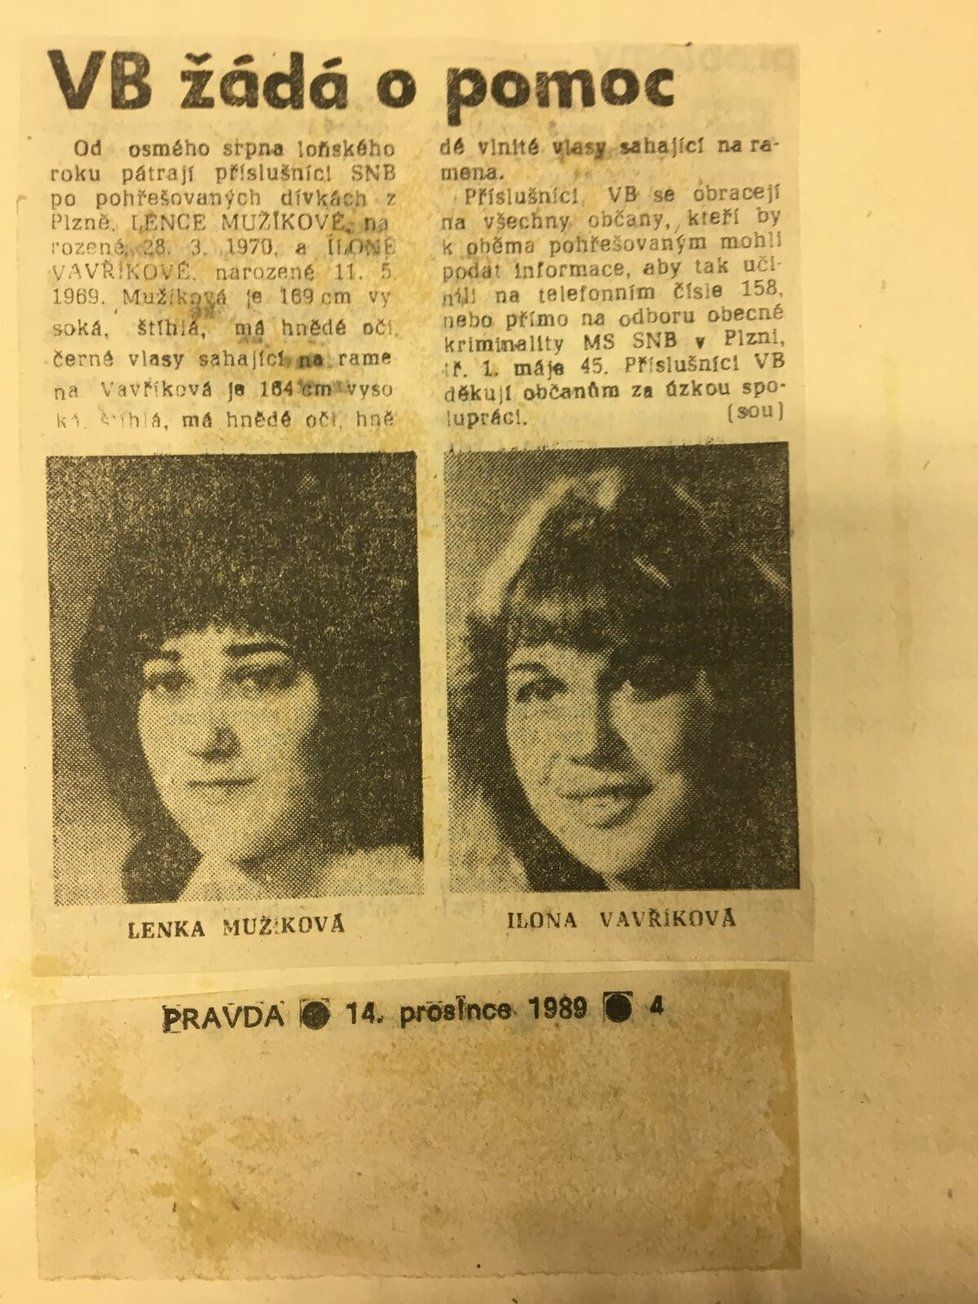 VB žádá o pomoc
Od osmého srpna loňského
roku pátrají příslušníci SNB
po pohřešovaných dívkách z
Plzně. LENCE MUŽÍKOVÉ, na
rozené 28. 3. 1970, a ILONĚ
VAVŘÍKOVÉ, narozené 11. 5
1969. Mužíková je 169 cm vy
soká, štíhlá, má hnědé oči,
černé vlasy sahající na rame
na Vavříková je 164 cm vyso
ká, štíhlá, má hnědé oči, hně
dé vlnité vlasy sahající na ra-
mena.
Příslušníci VB se obracejí
na všechny občany, kteří by
k oběma pohřešovaným mohli
podat informace, aby tak uči-
nili na telefonním čísle 158,
nebo přímo na odboru obecné
kriminality MS SNB v Plzni,
tř. 1. máje 45. Příslušníci VB
děkují občanům za úzkou spo-
lupráci. (sou)
LENKA MUŽÍKOVÁ
ILONA VAVŘÍKOVÁ
PRAVDA ● 14. prosince 1989 ● 4